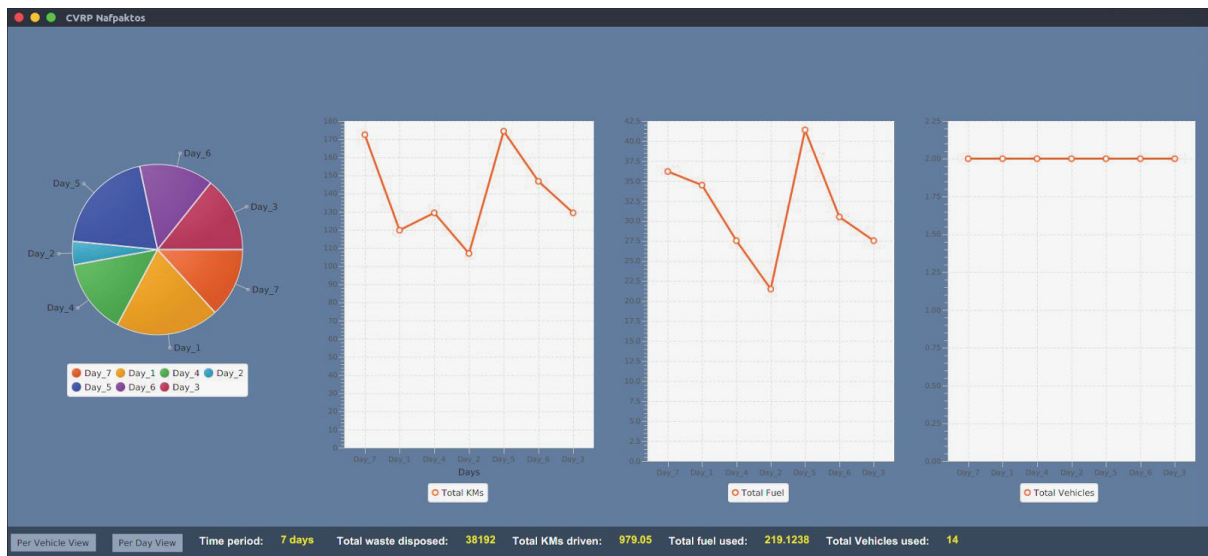 CVRP Nafpaktos
Day_6
Day_5
Day_3
Day_2
Day_7
Day_4
Day_1
Day_7 Day_1 Day_4 Day_2
Day_5 Day_6 Day_3
180
170
160
150
140
130
120
110
100
90
80
70
60
50
40
30
20
10
0
Day_7 Day_1 Day_4 Day_2 Day_5 Day_6 Day_3
Days
Total KMs
42.5
40.0
37.5
35.0
32.5
30.0
27.5
25.0
22.5
20.0
17.5
15.0
12.5
10.0
7.5
5.0
2.5
0.0
Day_7 Day_1 Day_4 Day_2 Day_5 Day_6 Day_3
Total Fuel
2.25
2.00
1.75
1.50
1.25
1.00
0.75
0.50
0.25
0.00
Day_7 Day_1 Day_4 Day_2 Day_5 Day_6 Day_3
Total Vehicles
Per Vehicle View Per Day View Time period: 7 days Total waste disposed: 38192 Total KMs driven: 979.05 Total fuel used: 219.1238 Total Vehicles used: 14